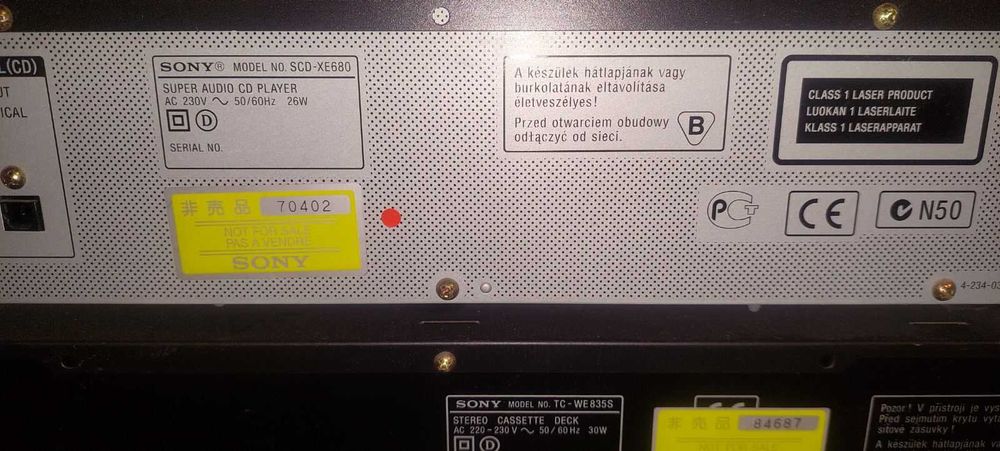 L(CD)
UT
ICAL
SONY® MODEL NO. SCD-XE680
SUPER AUDIO CD PLAYER
AC 230V ~ 50/60Hz 26W
D
SERIAL NO.
A készülék hátlapjának vagy
burkolatának eltávolítása
életveszélyes!
Przed otwarciem obudowy
odłączyć od sieci.
B
CLASS 1 LASER PRODUCT
LUOKAN 1 LASERLAITE
KLASS 1 LASERAPPARAT
非売品 70402
NOT FOR SALE
PAS A VENDRE
SONY
CE
N50
4-234-03
SONY MODEL NO. TC-WE835S
STEREO CASSETTE DECK
AC 220-230V ~ 50/60Hz 30W
D
非売品 84687
NOT FOR SALE
Pozor! V přístroji je vys
Před sejmutím krytu vyt
síťové zásuvky!
A készülék hátlapjának va